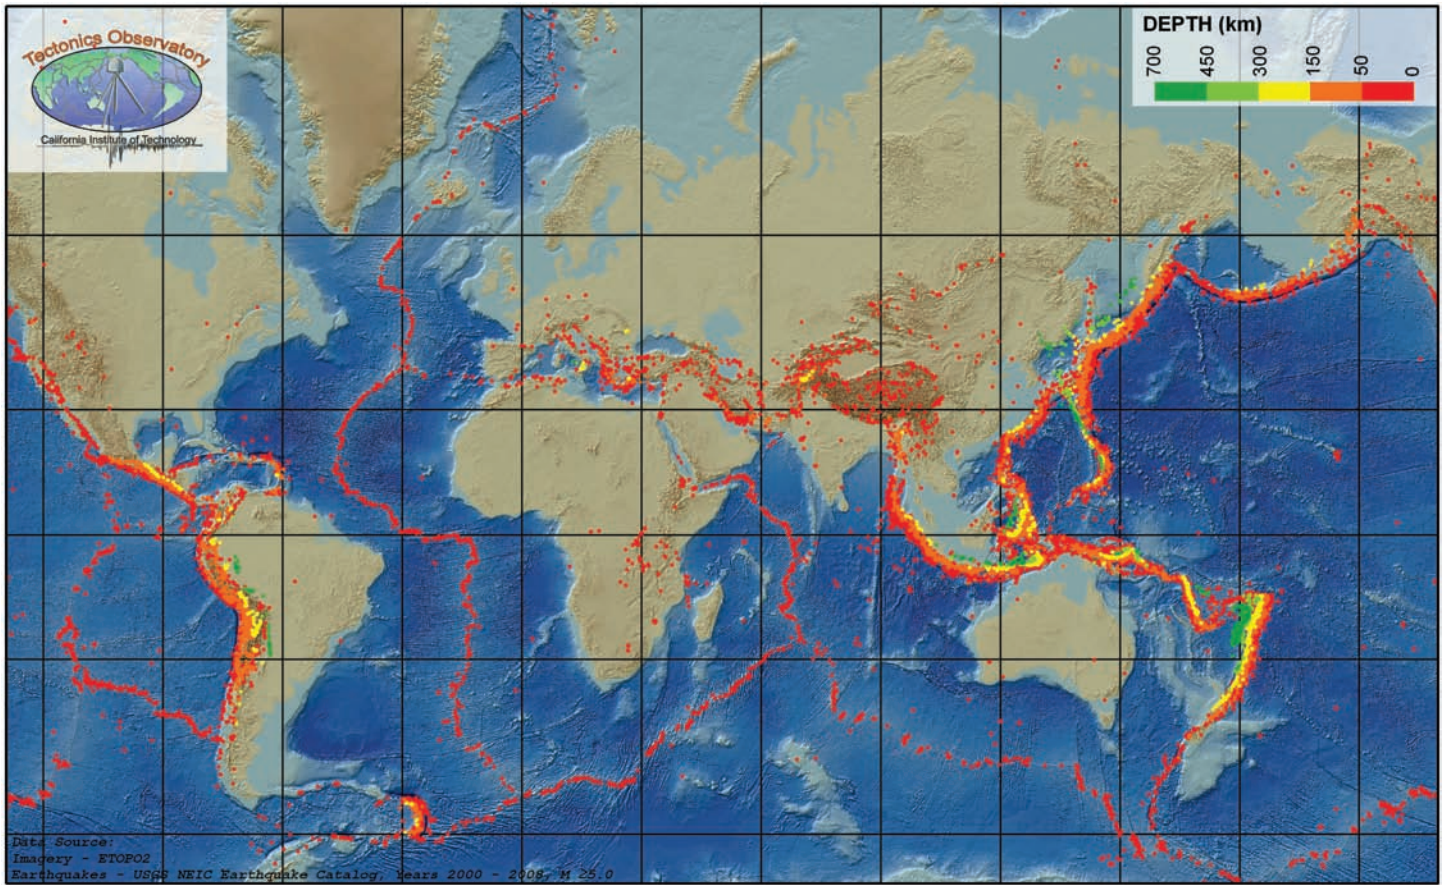 Tectonics Observatory
California Institute of Technology
DEPTH (km)
700 450 300 150 50 0
Data Source:
Imagery - ETOPO2
Earthquakes - USGS NEIC Earthquake Catalog, Years 2000 - 2008, M ≥5.0